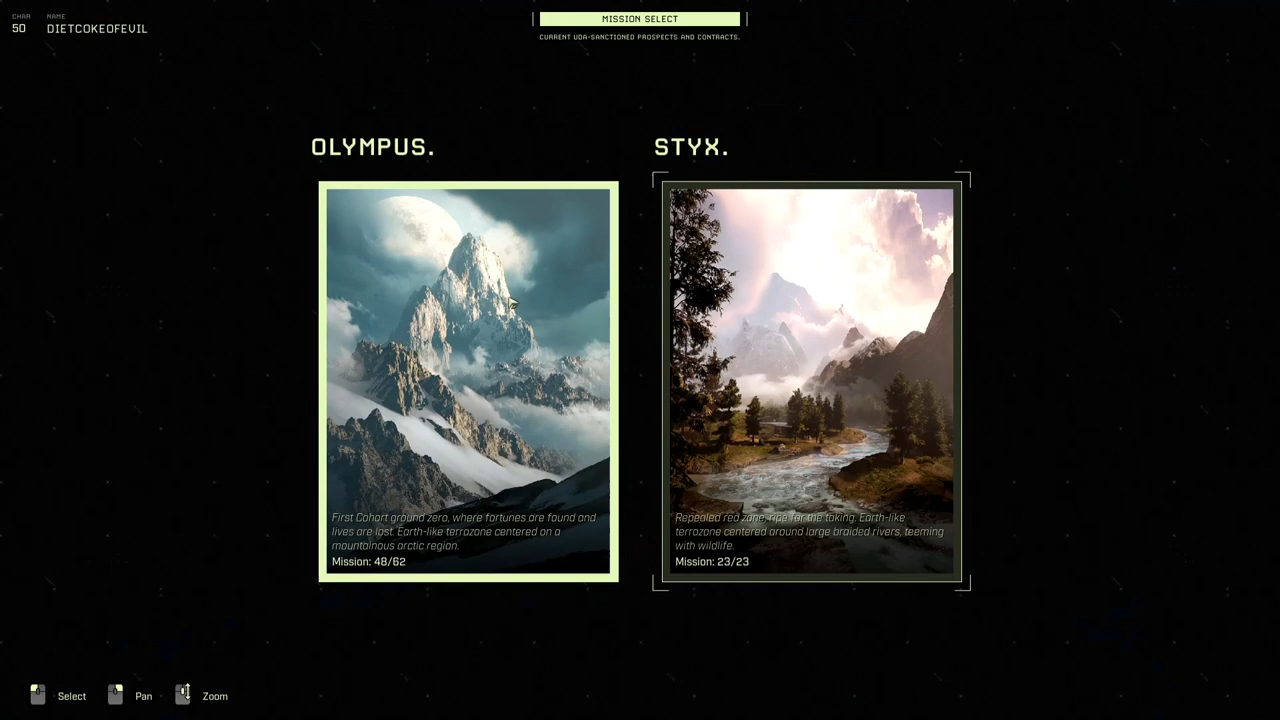 CHAR NAME
50 DIETCOKEOFEVIL
MISSION SELECT
CURRENT UDA-SANCTIONED PROSPECTS AND CONTRACTS.
OLYMPUS.
First Cohort ground zero, where fortunes are found and
lives are lost. Earth-like terrazone centered on a
mountainous arctic region.
Mission: 48/62
STYX.
Repealed red zone, ripe for the taking. Earth-like
terrazone centered around large braided rivers, teeming
with wildlife.
Mission: 23/23
Select Pan Zoom